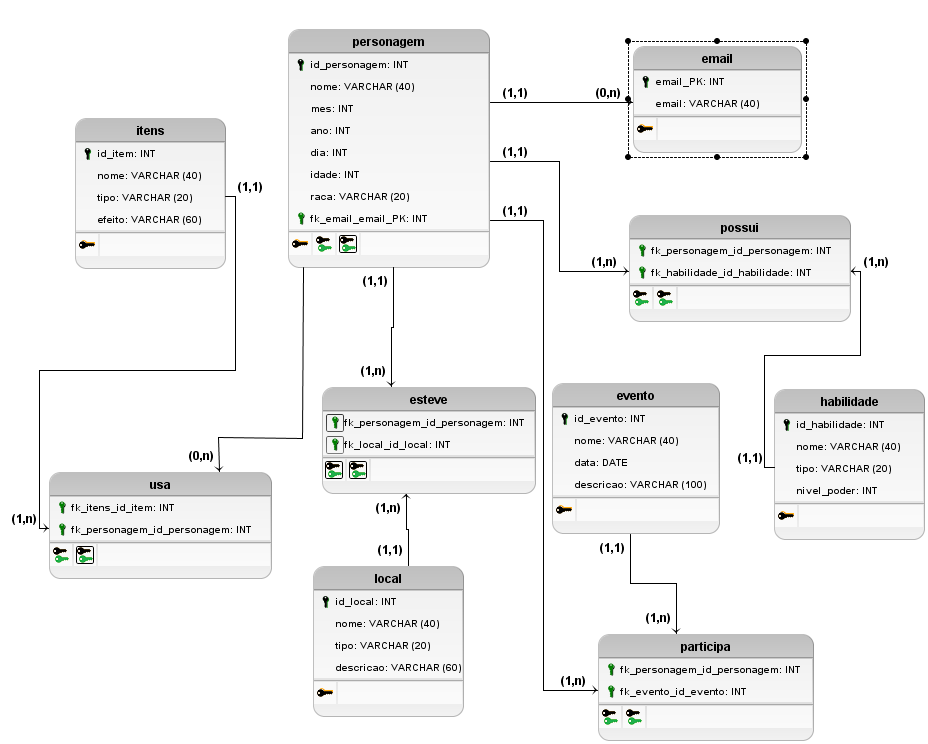 personagem
id_personagem: INT
nome: VARCHAR (40)
mes: INT
ano: INT
dia: INT
idade: INT
raca: VARCHAR (20)
fk_email_email_PK: INT
(1,1)
(0,n)
email
email_PK: INT
email: VARCHAR (40)
itens
id_item: INT
nome: VARCHAR (40)
tipo: VARCHAR (20)
efeito: VARCHAR (60)
(1,1)
(1,1)
(1,n)
(1,1)
possui
fk_personagem_id_personagem: INT
fk_habilidade_id_habilidade: INT
(1,n)
(1,1)
(1,n)
esteve
fk_personagem_id_personagem: INT
fk_local_id_local: INT
evento
id_evento: INT
nome: VARCHAR (40)
data: DATE
descricao: VARCHAR (100)
habilidade
id_habilidade: INT
nome: VARCHAR (40)
tipo: VARCHAR (20)
nivel_poder: INT
(1,1)
(0,n)
usa
fk_itens_id_item: INT
fk_personagem_id_personagem: INT
(1,n)
(1,n)
(1,1)
(1,1)
local
id_local: INT
nome: VARCHAR (40)
tipo: VARCHAR (20)
descricao: VARCHAR (60)
(1,n)
participa
fk_personagem_id_personagem: INT
fk_evento_id_evento: INT
(1,n)